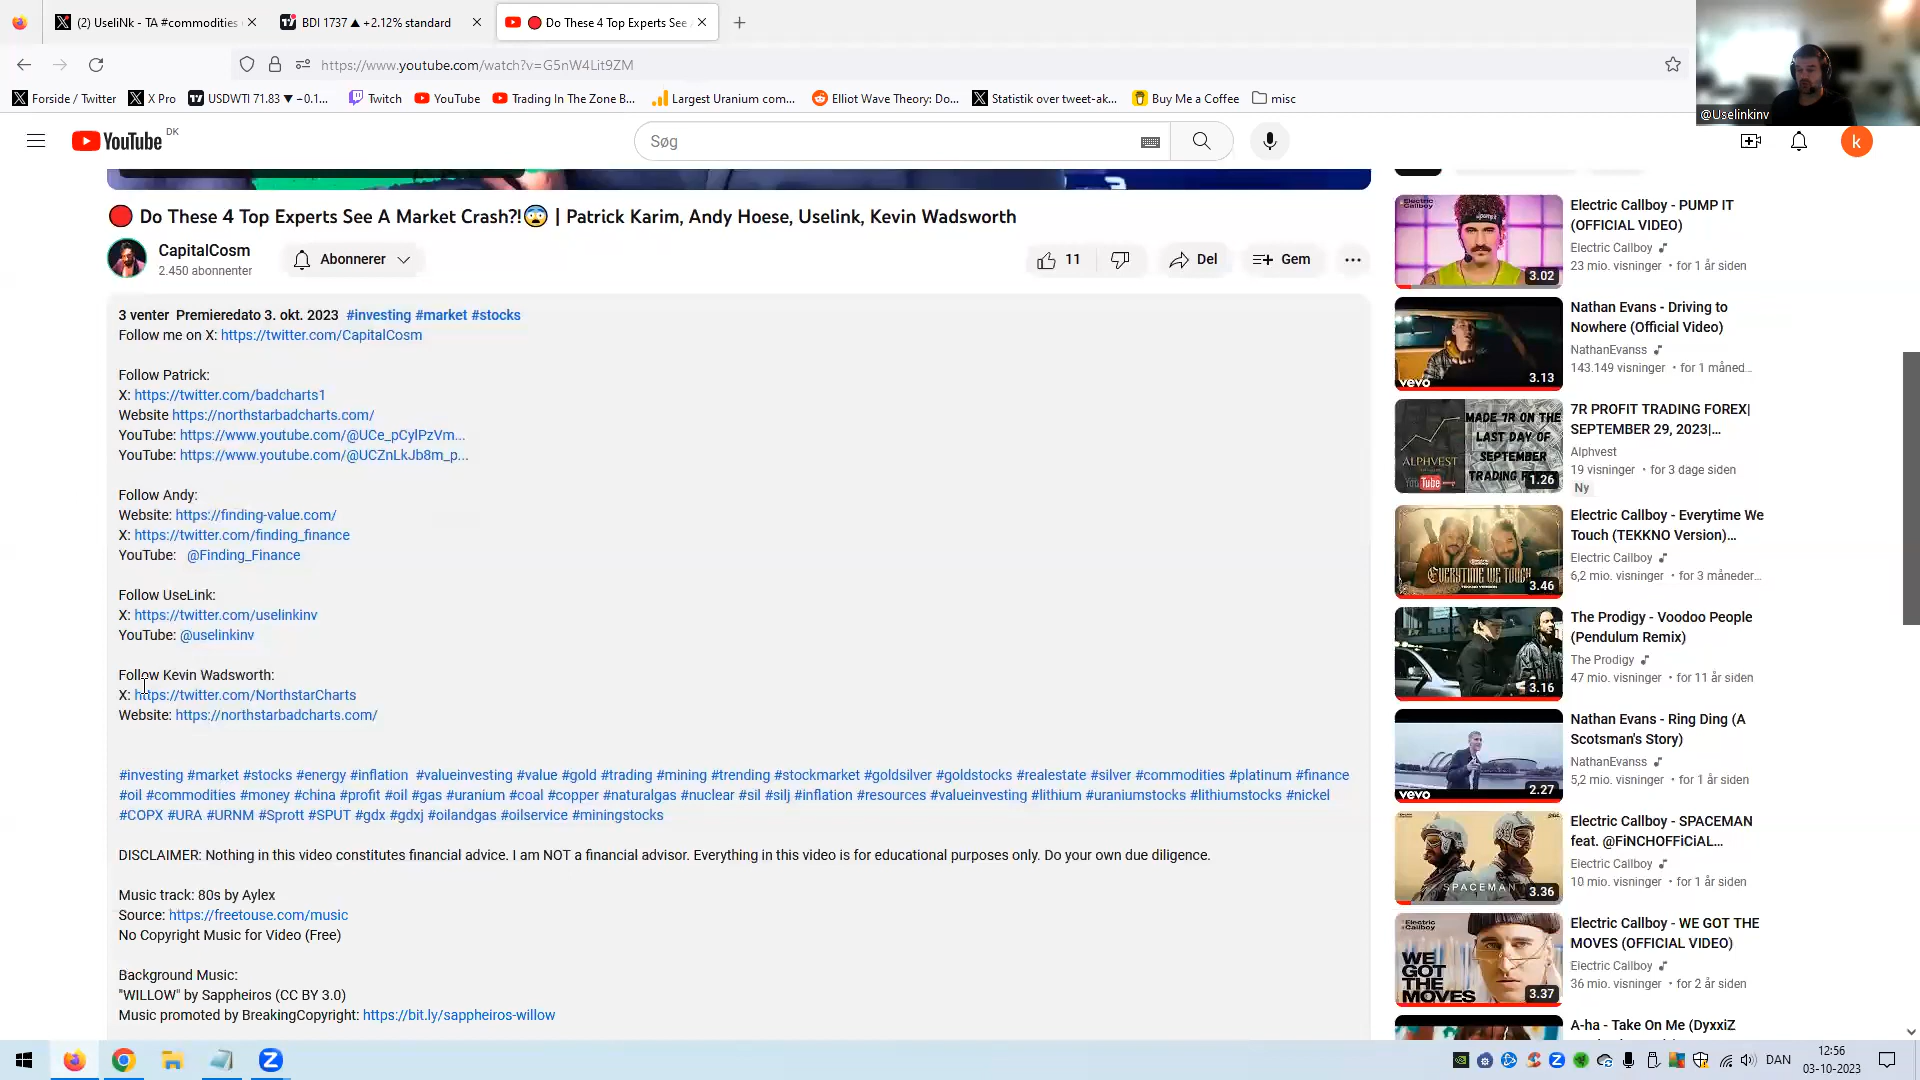 (2) UseliNk - TA #commodities
BDI 1737 ▲ +2.12% standard
🔴 Do These 4 Top Experts See
https://www.youtube.com/watch?v=G5nW4Lit9ZM
Forside / Twitter
X Pro
USDWTI 71.83 ▼ −0.1...
Twitch
YouTube
Trading In The Zone B...
Largest Uranium com...
Elliot Wave Theory: Do...
Statistik over tweet-ak...
Buy Me a Coffee
misc
@Uselinkinv
YouTube DK
Søg
k
🔴 Do These 4 Top Experts See A Market Crash?!😨 | Patrick Karim, Andy Hoese, Uselink, Kevin Wadsworth
CapitalCosm
2.450 abonnenter
Abonnerer
11
Del
Gem
3 venter Premieredato 3. okt. 2023 #investing #market #stocks
Follow me on X: https://twitter.com/CapitalCosm
Follow Patrick:
X: https://twitter.com/badcharts1
Website https://northstarbadcharts.com/
YouTube: https://www.youtube.com/@UCe_pCylPzVm...
YouTube: https://www.youtube.com/@UCZnLkJb8m_p...
Follow Andy:
Website: https://finding-value.com/
X: https://twitter.com/finding_finance
YouTube: @Finding_Finance
Follow UseLink:
X: https://twitter.com/uselinkinv
YouTube: @uselinkinv
Follow Kevin Wadsworth:
X: https://twitter.com/NorthstarCharts
Website: https://northstarbadcharts.com/
#investing #market #stocks #energy #inflation #valueinvesting #value #gold #trading #mining #trending #stockmarket #goldsilver #goldstocks #realestate #silver #commodities #platinum #finance
#oil #commodities #money #china #profit #oil #gas #uranium #coal #copper #naturalgas #nuclear #sil #silj #inflation #resources #valueinvesting #lithium #uraniumstocks #lithiumstocks #nickel
#COPX #URA #URNM #Sprott #SPUT #gdx #gdxj #oilandgas #oilservice #miningstocks
DISCLAIMER: Nothing in this video constitutes financial advice. I am NOT a financial advisor. Everything in this video is for educational purposes only. Do your own due diligence.
Music track: 80s by Aylex
Source: https://freetouse.com/music
No Copyright Music for Video (Free)
Background Music:
"WILLOW" by Sappheiros (CC BY 3.0)
Music promoted by BreakingCopyright: https://bit.ly/sappheiros-willow
Electric Callboy - PUMP IT
(OFFICIAL VIDEO)
Electric Callboy
23 mio. visninger • for 1 år siden
3.02
Nathan Evans - Driving to
Nowhere (Official Video)
NathanEvanss
143.149 visninger • for 1 måned...
vevo
3.13
7R PROFIT TRADING FOREX|
SEPTEMBER 29, 2023|...
Alphvest
19 visninger • for 3 dage siden
Ny
MADE 7R ON THE
LAST DAY OF
SEPTEMBER
ALPHVEST
YouTube
1.26
Electric Callboy - Everytime We
Touch (TEKKNO Version)...
Electric Callboy
6,2 mio. visninger • for 3 måneder...
EVERYTIME WE TOUCH
3.46
The Prodigy - Voodoo People
(Pendulum Remix)
The Prodigy
47 mio. visninger • for 11 år siden
3.16
Nathan Evans - Ring Ding (A
Scotsman's Story)
NathanEvanss
5,2 mio. visninger • for 1 år siden
vevo
2.27
Electric Callboy - SPACEMAN
feat. @FiNCHOFFiCiAL...
Electric Callboy
10 mio. visninger • for 1 år siden
SPACEMAN
3.36
Electric Callboy - WE GOT THE
MOVES (OFFICIAL VIDEO)
Electric Callboy
36 mio. visninger • for 2 år siden
WE
GOT THE
MOVES
3.37
A-ha - Take On Me (DyxxiZ
DAN
12:56
03-10-2023